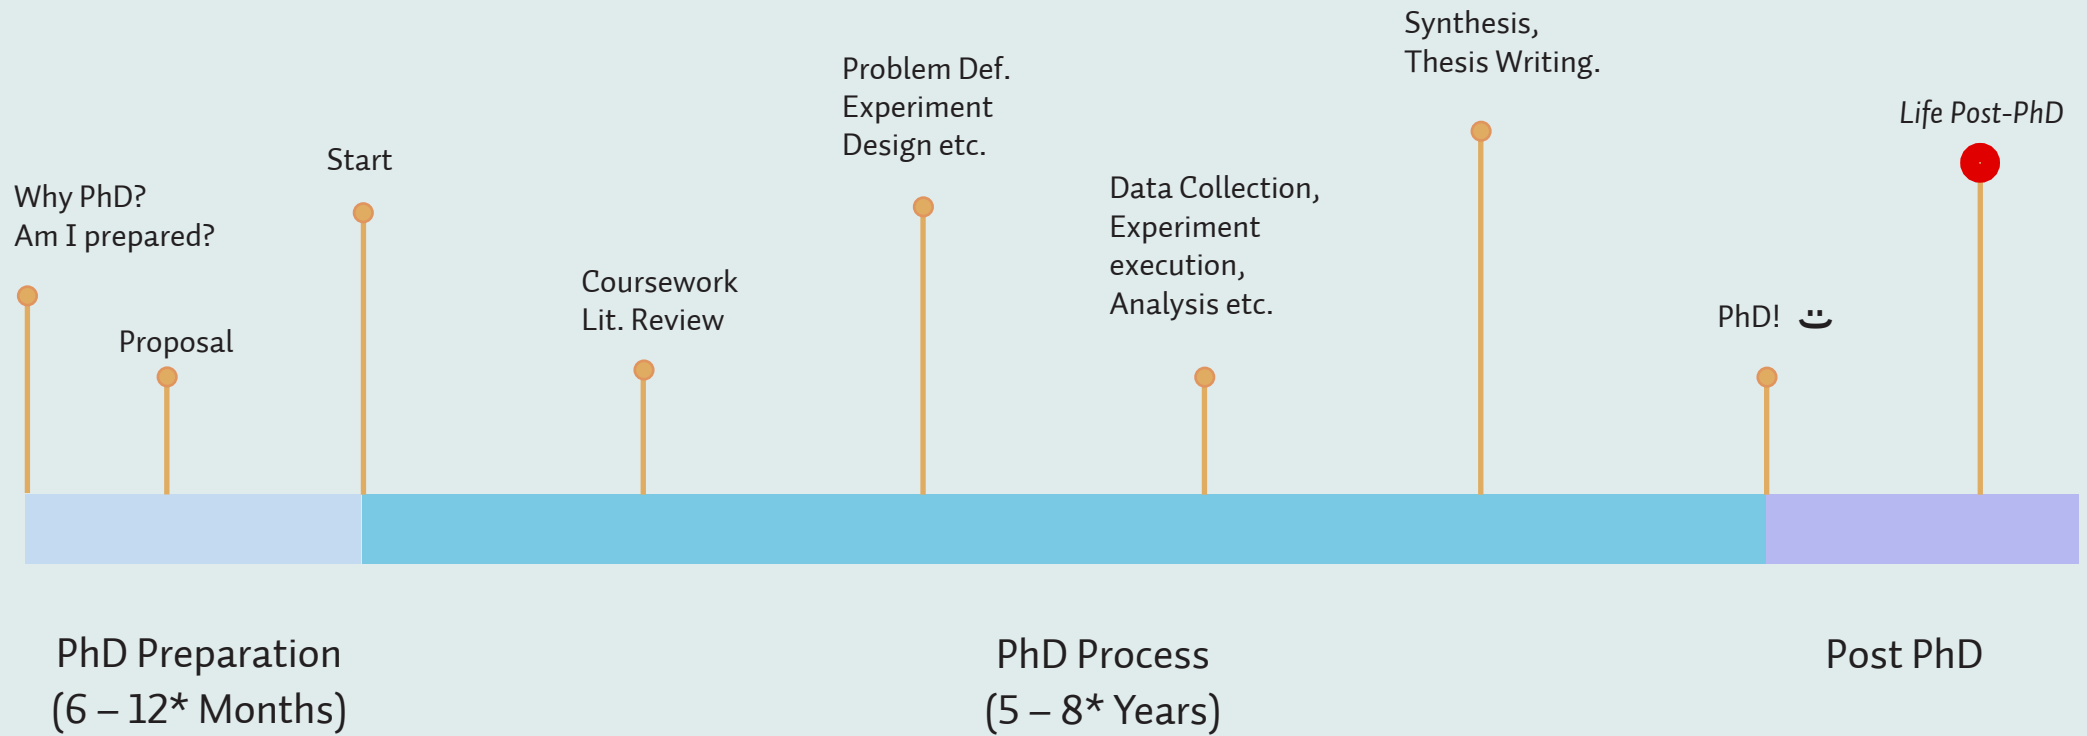 Why PhD?
Am I prepared?
Proposal
Start
Coursework
Lit. Review
Problem Def.
Experiment
Design etc.
Data Collection,
Experiment
execution,
Analysis etc.
Synthesis,
Thesis Writing.
PhD!
Life Post-PhD
PhD Preparation
(6 – 12* Months)
PhD Process
(5 – 8* Years)
Post PhD